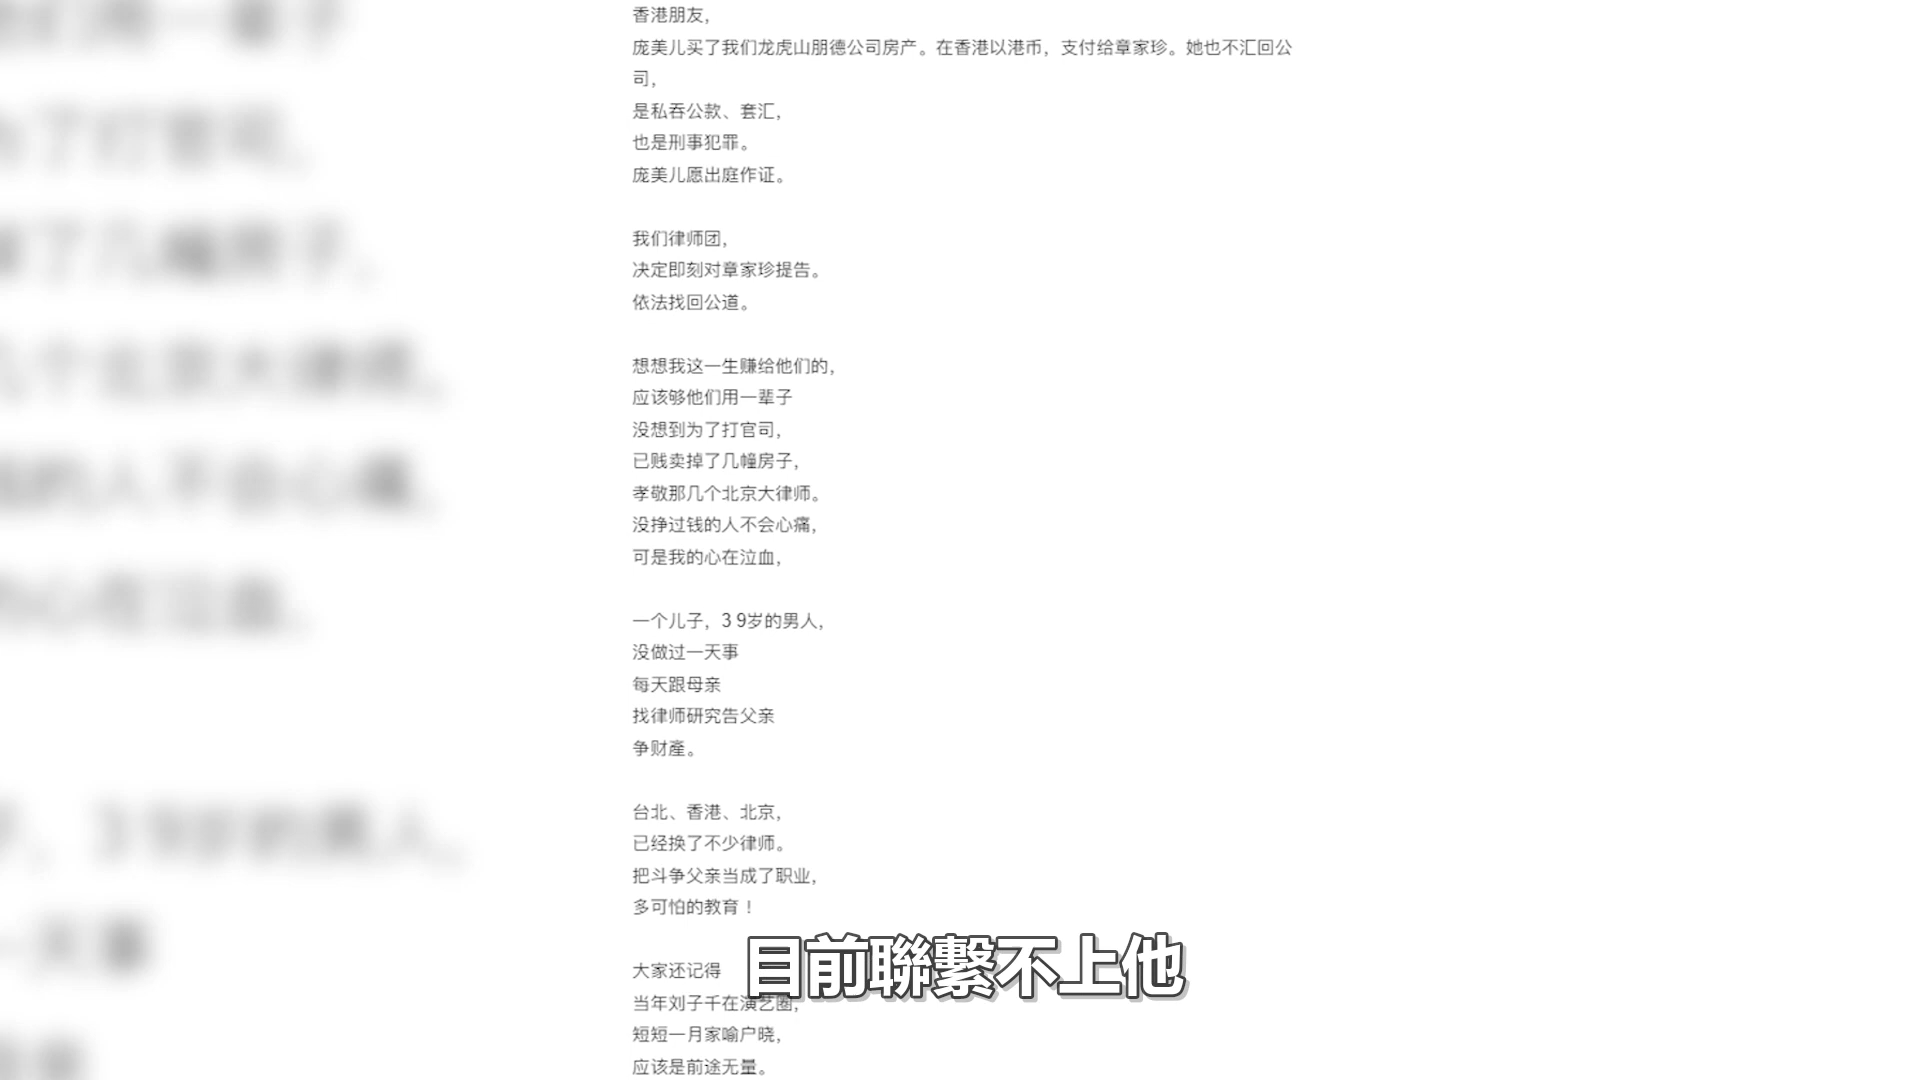 香港朋友,
庞美儿买了我们龙虎山朋德公司房产。在香港以港币，支付给章家珍。她也不汇回公
司,
是私吞公款、套汇,
也是刑事犯罪。
庞美儿愿出庭作证。
我们律师团,
决定即刻对章家珍提告。
依法找回公道。
想想我这一生赚给他们的,
应该够他们用一辈子
没想到为了打官司,
已贱卖掉了几幢房子,
孝敬那几个北京大律师。
没挣过钱的人不会心痛,
可是我的心在泣血,
一个儿子，3 9岁的男人,
没做过一天事
每天跟母亲
找律师研究告父亲
争财產。
台北、香港、北京,
已经换了不少律师。
把斗争父亲当成了职业,
多可怕的教育！
大家还记得
当年刘子千在演艺圈,
短短一月家喻户晓,
应该是前途无量。
目前聯繫不上他